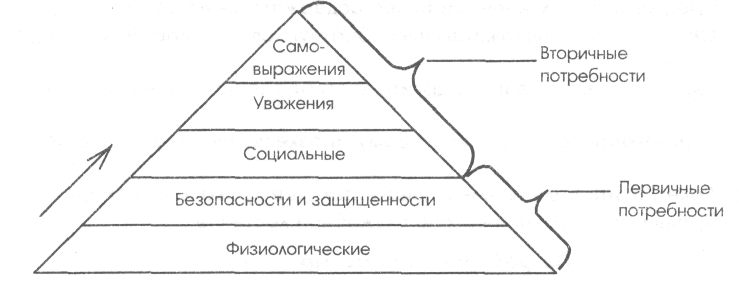 Само-
выражения
Уважения
Социальные
Безопасности и защищенности
Физиологические
Вторичные
потребности
Первичные
потребности